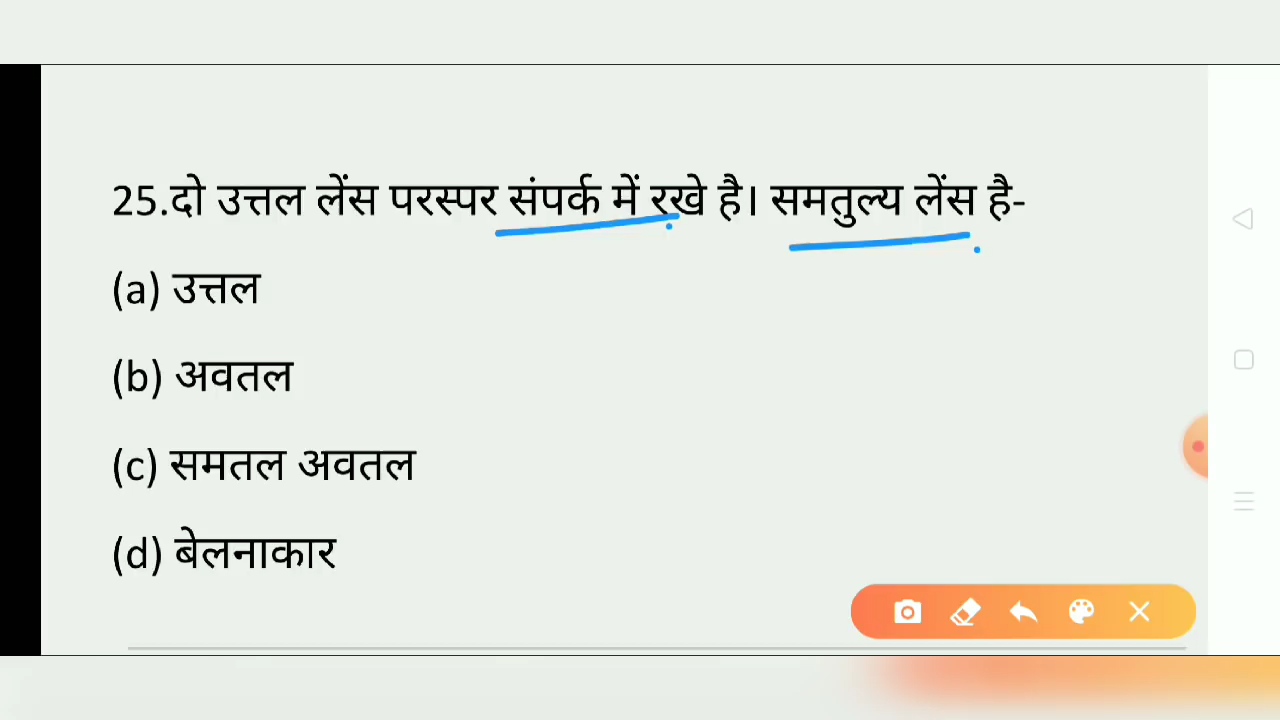 25.दो उत्तल लेंस परस्पर संपर्क में रखे है। समतुल्य लेंस है-
(a) उत्तल
(b) अवतल
(c) समतल अवतल
(d) बेलनाकार